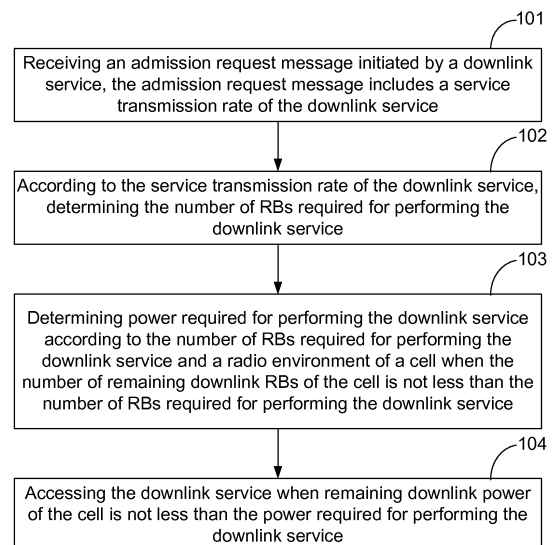 101
Receiving an admission request message initiated by a downlink
service, the admission request message includes a service
transmission rate of the downlink service
102
According to the service transmission rate of the downlink service,
determining the number of RBs required for performing the
downlink service
103
Determining power required for performing the downlink service
according to the number of RBs required for performing the
downlink service and a radio environment of a cell when the
number of remaining downlink RBs of the cell is not less than the
number of RBs required for performing the downlink service
104
Accessing the downlink service when remaining downlink power
of the cell is not less than the power required for performing the
downlink service